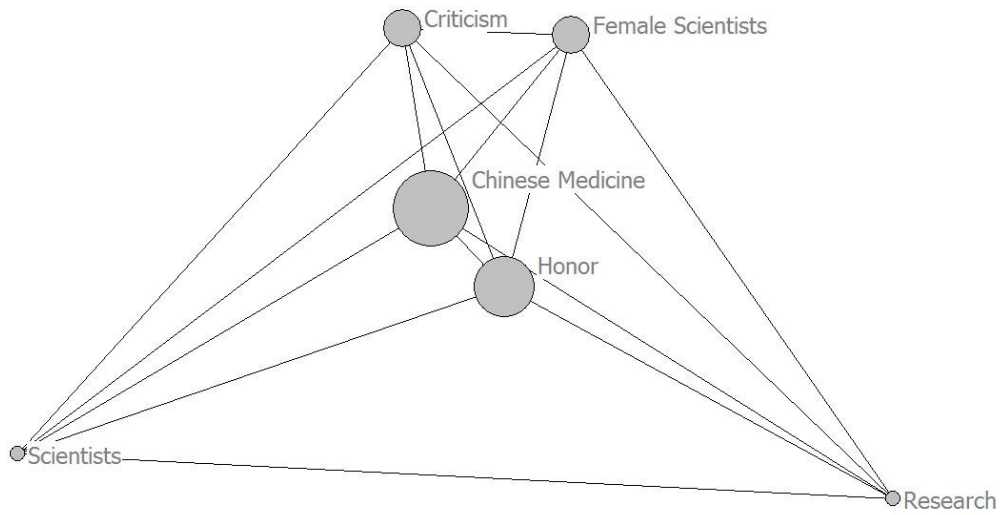 Criticism
Female Scientists
Chinese Medicine
Honor
Scientists
Research